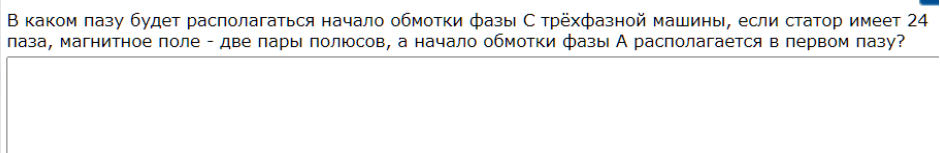 В каком пазу будет располагаться начало обмотки фазы С трёхфазной машины, если статор имеет 24
паза, магнитное поле - две пары полюсов, а начало обмотки фазы А располагается в первом пазу?